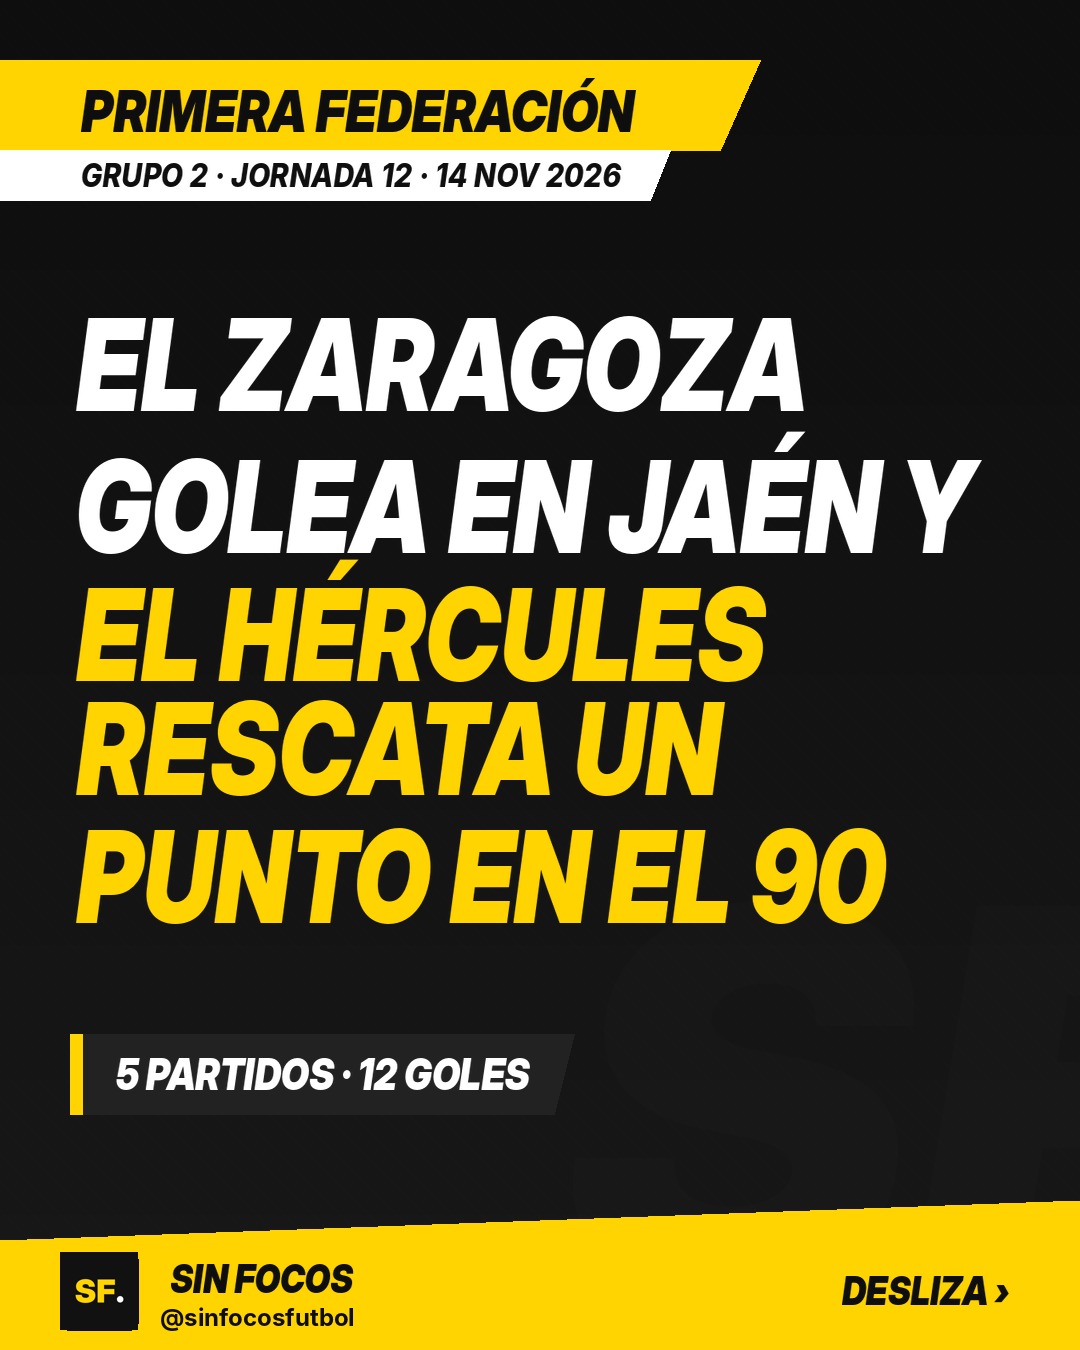 PRIMERA FEDERACIÓN
GRUPO 2 · JORNADA 12 · 14 NOV 2026
EL ZARAGOZA
GOLEA EN JAÉN Y
EL HÉRCULES
RESCATA UN
PUNTO EN EL 90
5 PARTIDOS · 12 GOLES
SF.
SIN FOCOS
@sinfocosfutbol
DESLIZA ›